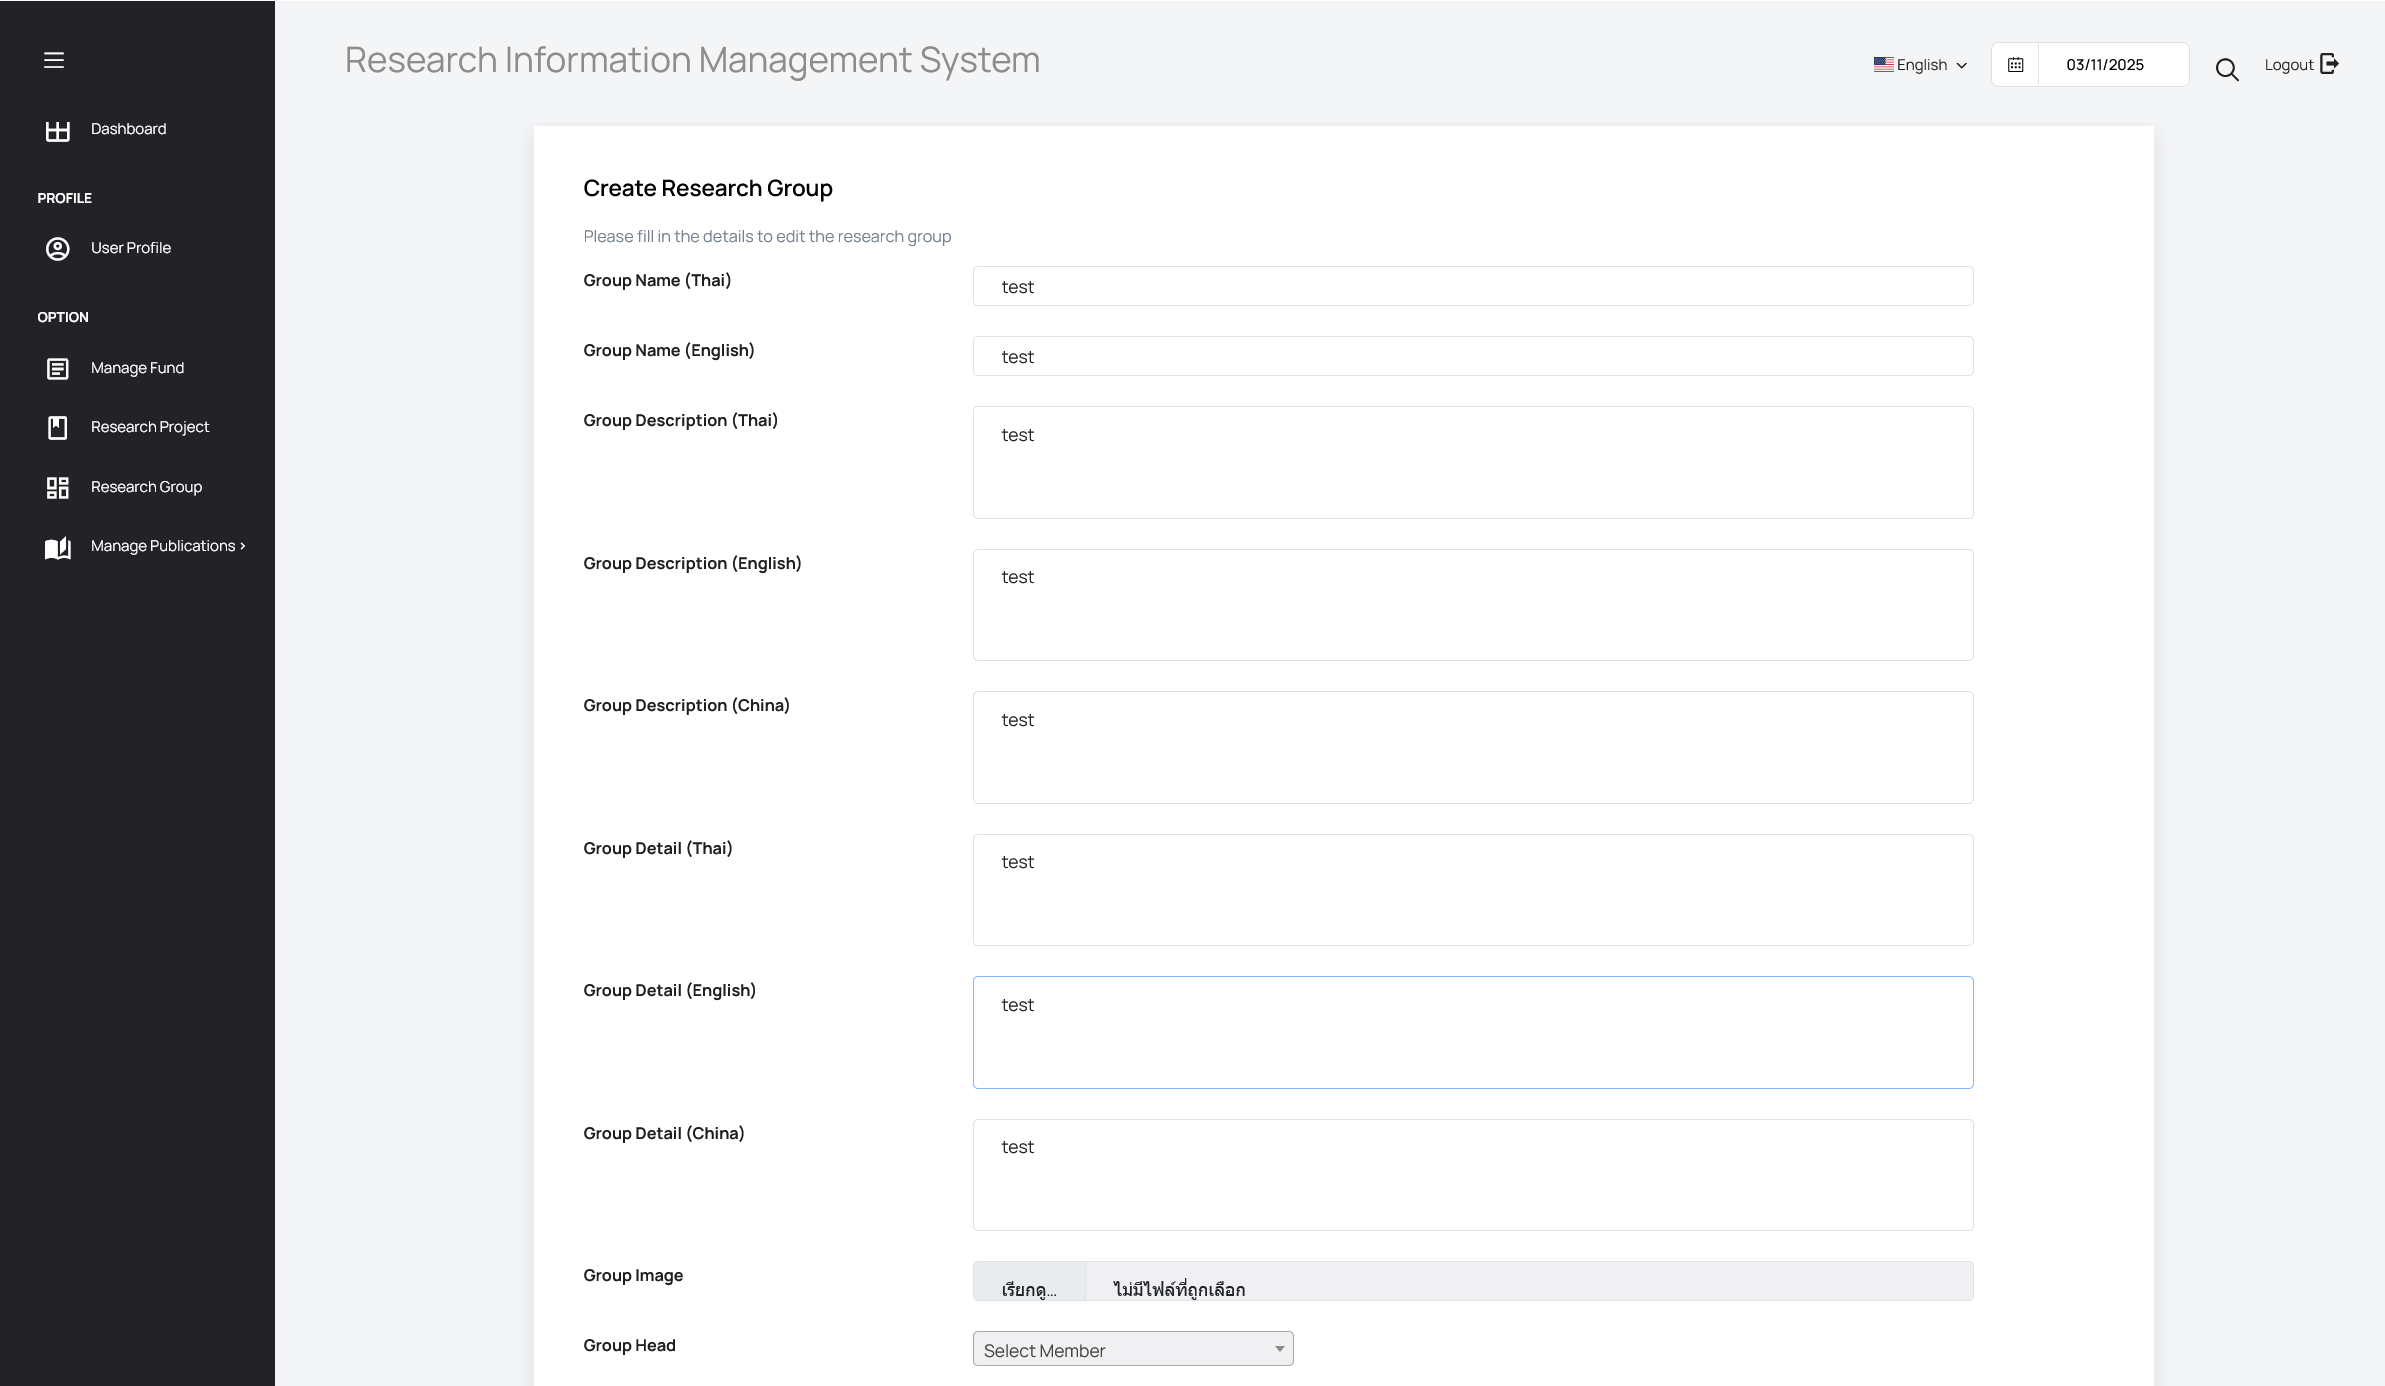 Research Information Management System
English
03/11/2025
Logout
Dashboard
PROFILE
User Profile
OPTION
Manage Fund
Research Project
Research Group
Manage Publications
Create Research Group
Please fill in the details to edit the research group
Group Name (Thai)
test
Group Name (English)
test
Group Description (Thai)
test
Group Description (English)
test
Group Description (China)
test
Group Detail (Thai)
test
Group Detail (English)
test
Group Detail (China)
test
Group Image
เรียกดู...
ไม่มีไฟล์ที่ถูกเลือก
Group Head
Select Member